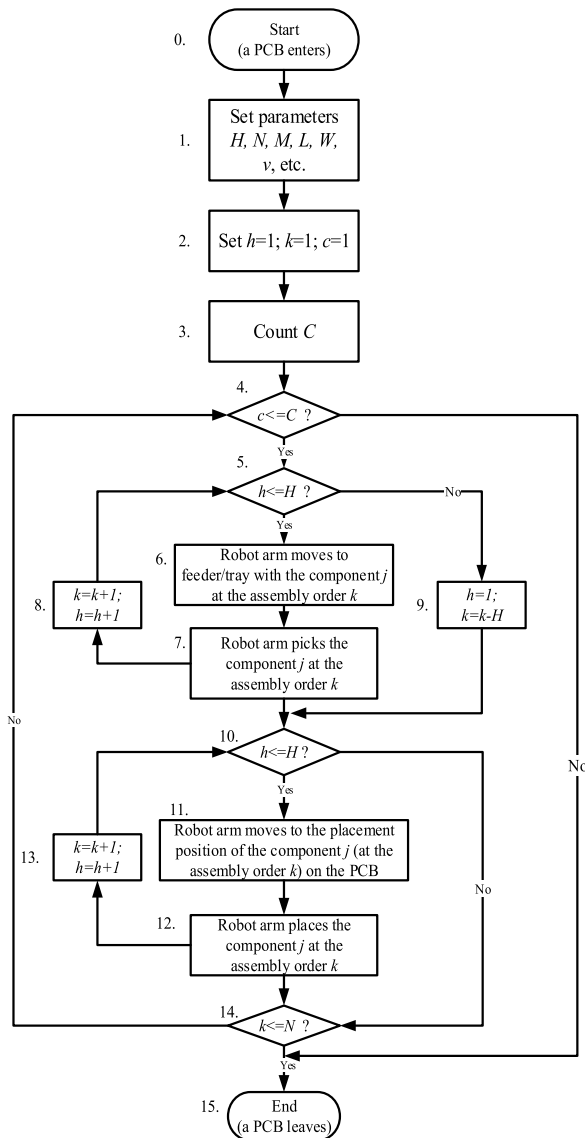 0.
Start
(a PCB enters)
1.
Set parameters
H, N, M, L, W,
v, etc.
2.
Set h=1; k=1; c=1
3.
Count C
4.
c<=C ?
Yes
5.
h<=H ?
No
Yes
6.
Robot arm moves to
feeder/tray with the component j
at the assembly order k
8.
k=k+1;
h=h+1
9.
h=1;
k=k-H
7.
Robot arm picks the
component j at the
assembly order k
No
10.
h<=H ?
No
Yes
11.
Robot arm moves to the placement
position of the component j (at
the assembly order k) on the PCB
13.
k=k+1;
h=h+1
No
12.
Robot arm places the
component j at the
assembly order k
14.
k<=N ?
Yes
15.
End
(a PCB leaves)